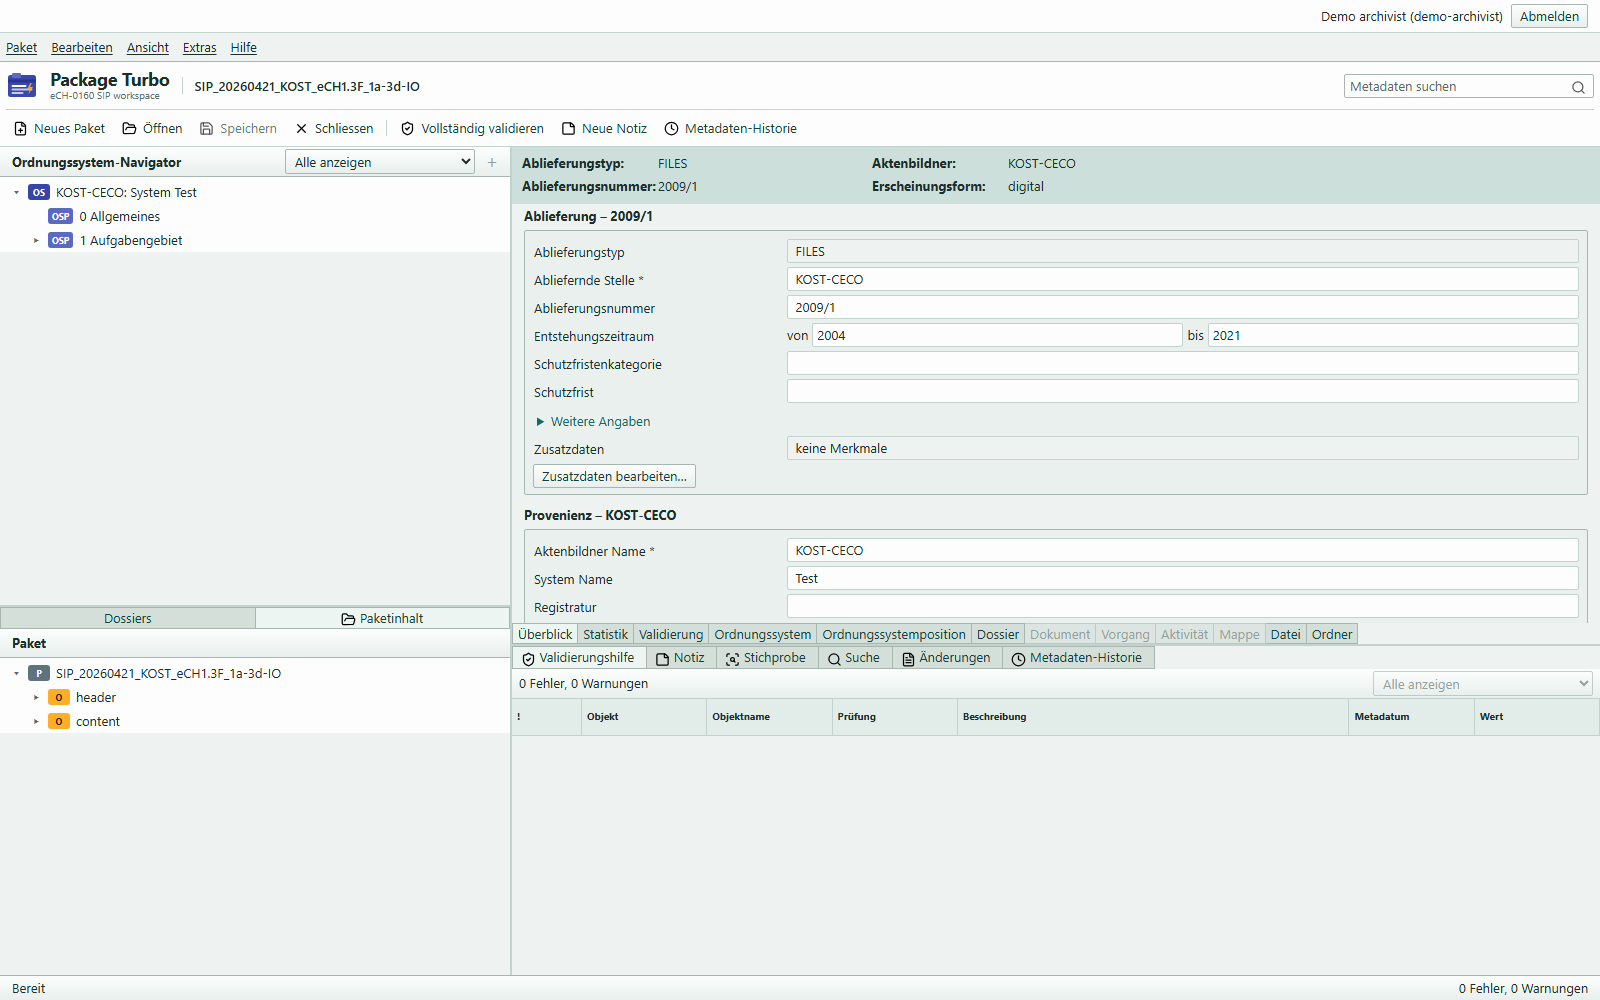 Demo archivist (demo-archivist) Abmelden
Paket Bearbeiten Ansicht Extras Hilfe
Package Turbo
eCH-0160 SIP workspace
SIP_20260421_KOST_eCH1.3F_1a-3d-IO
Metadaten suchen
Neues Paket Öffnen Speichern Schliessen Vollständig validieren Neue Notiz Metadaten-Historie
Ordnungssystem-Navigator Alle anzeigen +
OS KOST-CECO: System Test
OSP 0 Allgemeines
OSP 1 Aufgabengebiet
Dossiers Paketinhalt
Paket
P SIP_20260421_KOST_eCH1.3F_1a-3d-IO
O header
O content
Ablieferungstyp: FILES Aktenbildner: KOST-CECO
Ablieferungsnummer: 2009/1 Erscheinungsform: digital
Ablieferung – 2009/1
Ablieferungstyp FILES
Abliefernde Stelle * KOST-CECO
Ablieferungsnummer 2009/1
Entstehungszeitraum von 2004 bis 2021
Schutzfristenkategorie
Schutzfrist
Weitere Angaben
Zusatzdaten keine Merkmale
Zusatzdaten bearbeiten...
Provenienz – KOST-CECO
Aktenbildner Name * KOST-CECO
System Name Test
Registratur
Überblick Statistik Validierung Ordnungssystem Ordnungssystemposition Dossier Dokument Vorgang Aktivität Mappe Datei Ordner
Validierungshilfe Notiz Stichprobe Suche Änderungen Metadaten-Historie
0 Fehler, 0 Warnungen Alle anzeigen
! Objekt Objektname Prüfung Beschreibung Metadatum Wert
Bereit 0 Fehler, 0 Warnungen